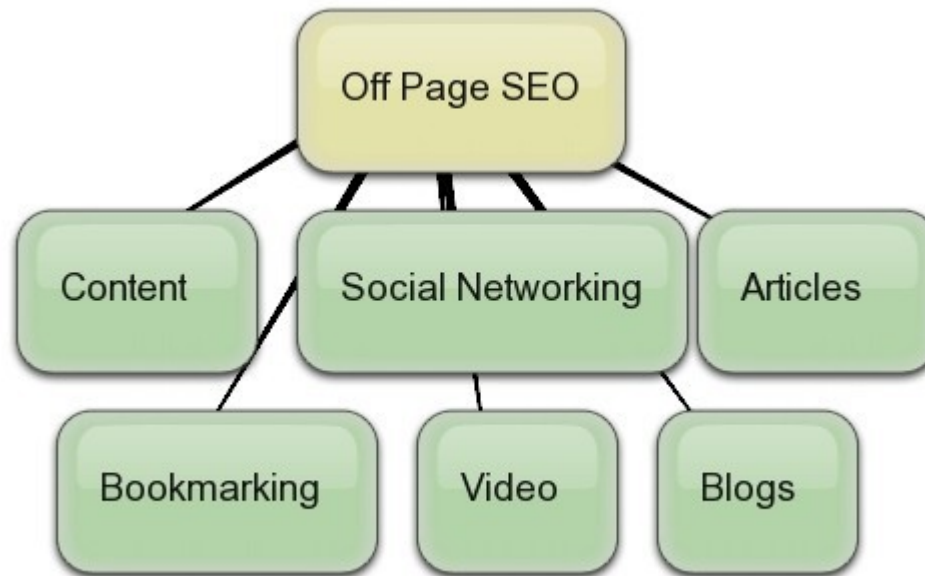 Off Page SEO
Content
Social Networking
Articles
Bookmarking
Video
Blogs